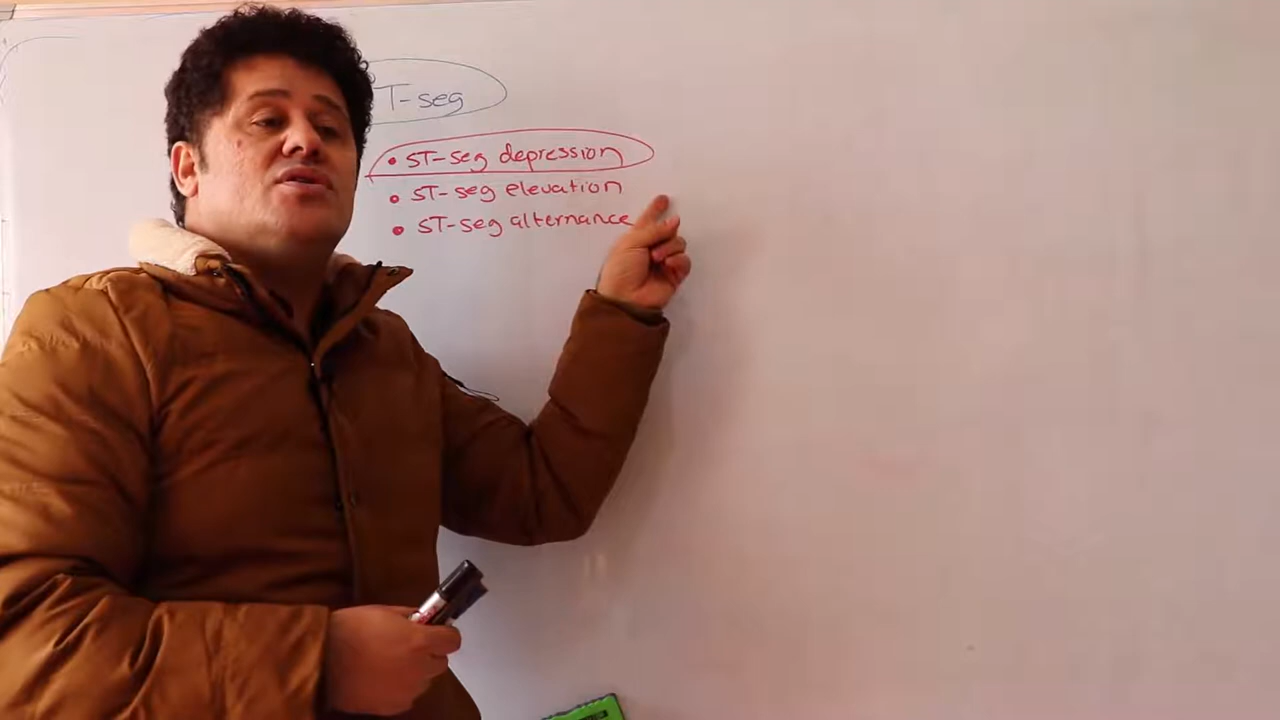 T-seg
• ST-seg depression
• ST-seg elevation
• ST-seg alternance